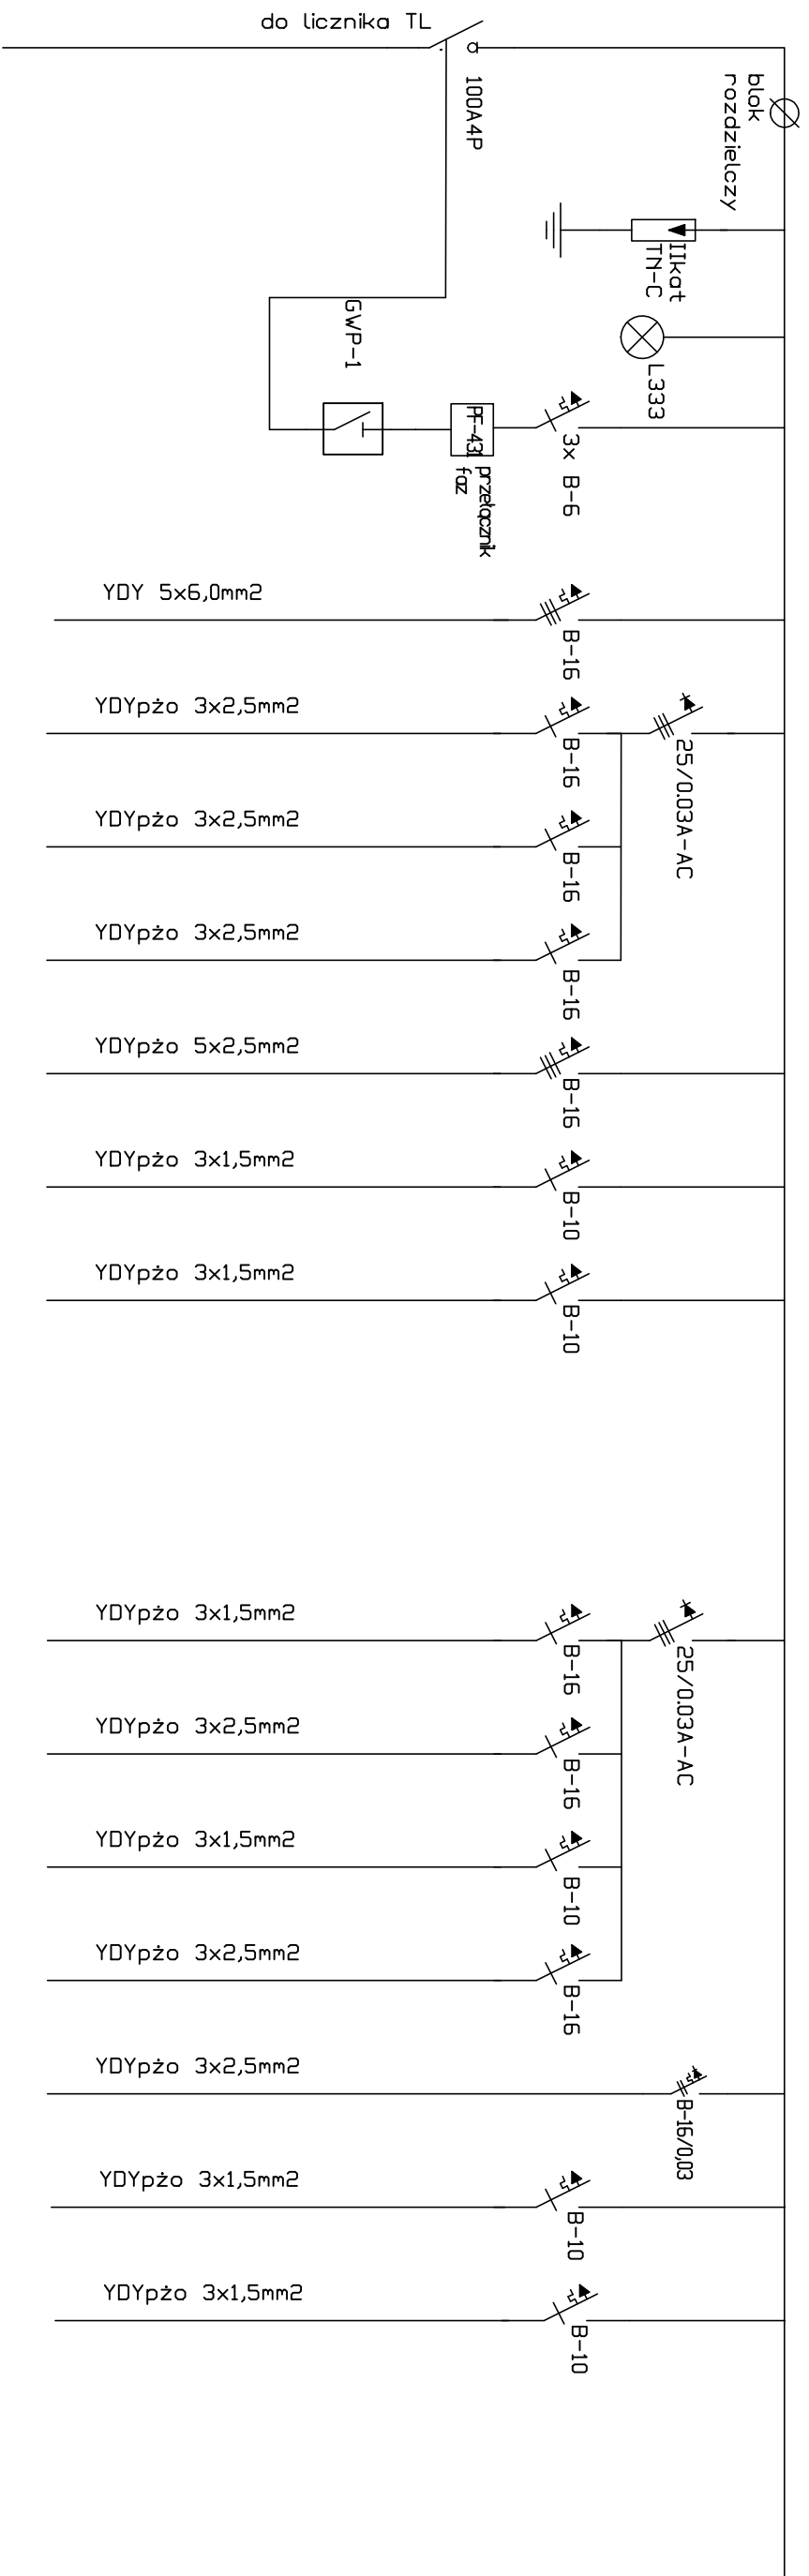 do licznika TL
100A4P
blok
rozdzielczy
IIkat
TN-C
L333
GWP-1
PF-431
przełącznik
faz
3x B-6
YDY 5x6,0mm2
B-16
YDYpżo 3x2,5mm2
B-16
25/0.03A-AC
YDYpżo 3x2,5mm2
B-16
YDYpżo 3x2,5mm2
B-16
YDYpżo 5x2,5mm2
B-16
YDYpżo 3x1,5mm2
B-10
YDYpżo 3x1,5mm2
B-10
YDYpżo 3x1,5mm2
B-16
25/0.03A-AC
YDYpżo 3x2,5mm2
B-16
YDYpżo 3x1,5mm2
B-10
YDYpżo 3x2,5mm2
B-16
YDYpżo 3x2,5mm2
B-16/0,03
YDYpżo 3x1,5mm2
B-10
YDYpżo 3x1,5mm2
B-10